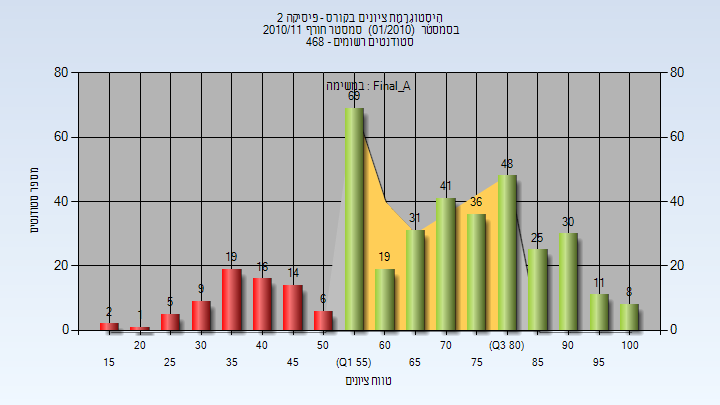 היסטוגרמת ציונים בקורס - פיסיקה 2
בסמסטר (01/2010) סמסטר חורף 2010/11
סטודנטים רשומים - 468
במשימה : Final_A
מספר סטודנטים
80 80
60 60
40 40
20 20
0 0
2 1 5 9 19 16 14 6 69 19 31 41 36 48 25 30 11 8
20 30 40 50 60 70 (Q3 80) 90 100
15 25 35 45 (Q1 55) 65 75 85 95
טווח ציונים